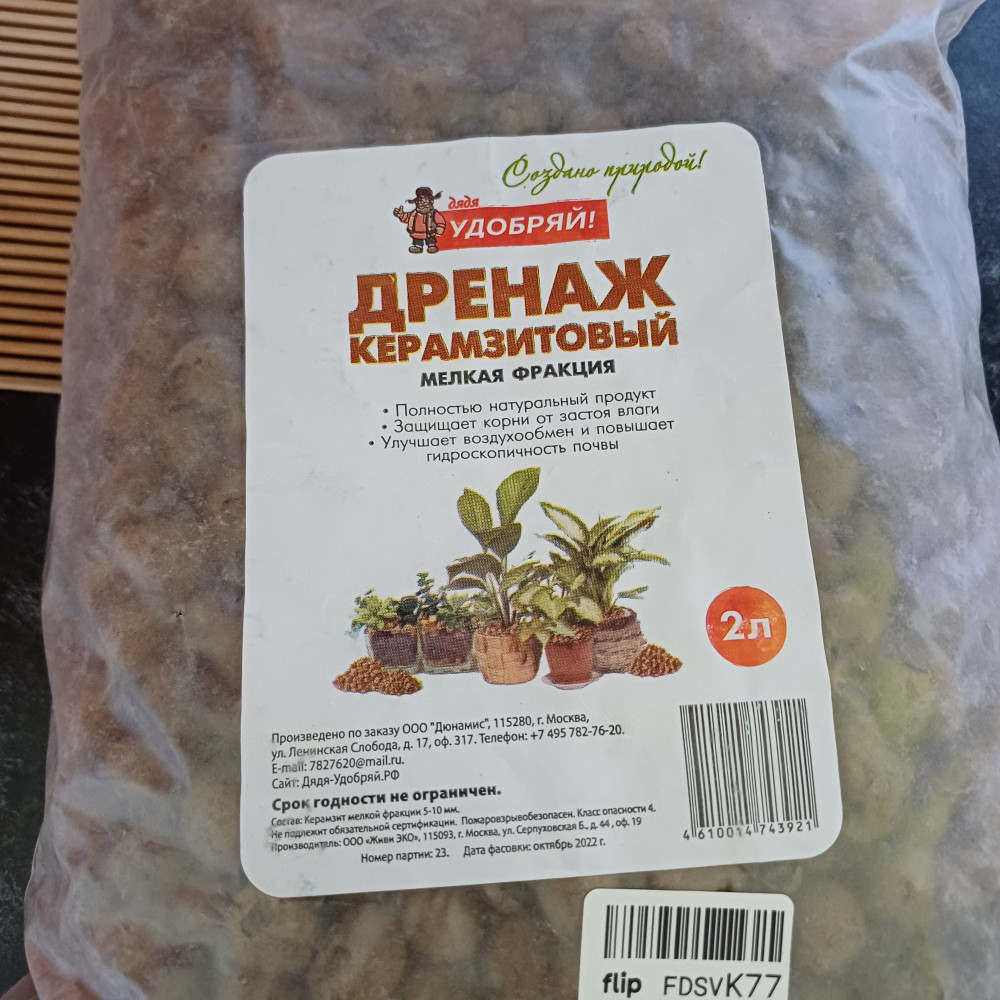 Создано природой!
дядя
УДОБРЯЙ!
ДРЕНАЖ
КЕРАМЗИТОВЫЙ
МЕЛКАЯ ФРАКЦИЯ
• Полностью натуральный продукт
• Защищает корни от застоя влаги
• Улучшает воздухообмен и повышает
гидроскопичность почвы
2л
Произведено по заказу ООО "Дюнамис", 115280, г. Москва,
ул. Ленинская Слобода, д. 17, оф. 317. Телефон: +7 495 782-76-20.
E-mail: 7827620@mail.ru.
Сайт: Дядя-Удобряй.РФ
Срок годности не ограничен.
Состав: Керамзит мелкой фракции 5-10 мм.
Не подлежит обязательной сертификации. Пожаровзрывобезопасен. Класс опасности 4.
Производитель: ООО «Живи ЭКО», 115093, г. Москва, ул. Серпуховская Б., д. 44, оф. 19
Номер партии: 23. Дата фасовки: октябрь 2022 г.
4 610014 743921
flip FDSVK77